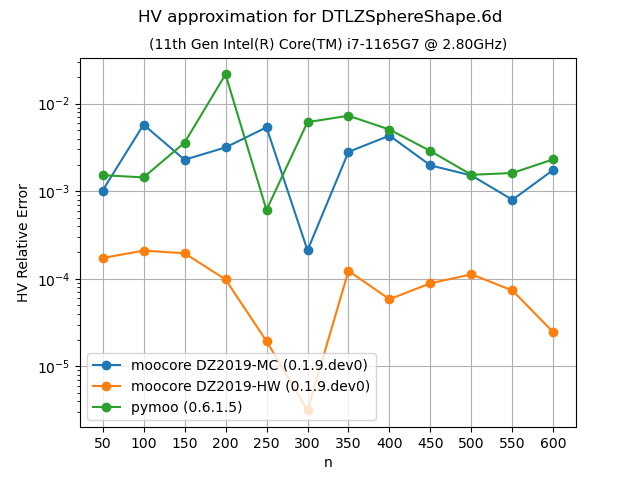 HV approximation for DTLZSphereShape.6d
(11th Gen Intel(R) Core(TM) i7-1165G7 @ 2.80GHz)
HV Relative Error
10⁻²
10⁻³
10⁻⁴
10⁻⁵
moocore DZ2019-MC (0.1.9.dev0)
moocore DZ2019-HW (0.1.9.dev0)
pymoo (0.6.1.5)
50 100 150 200 250 300 350 400 450 500 550 600
n